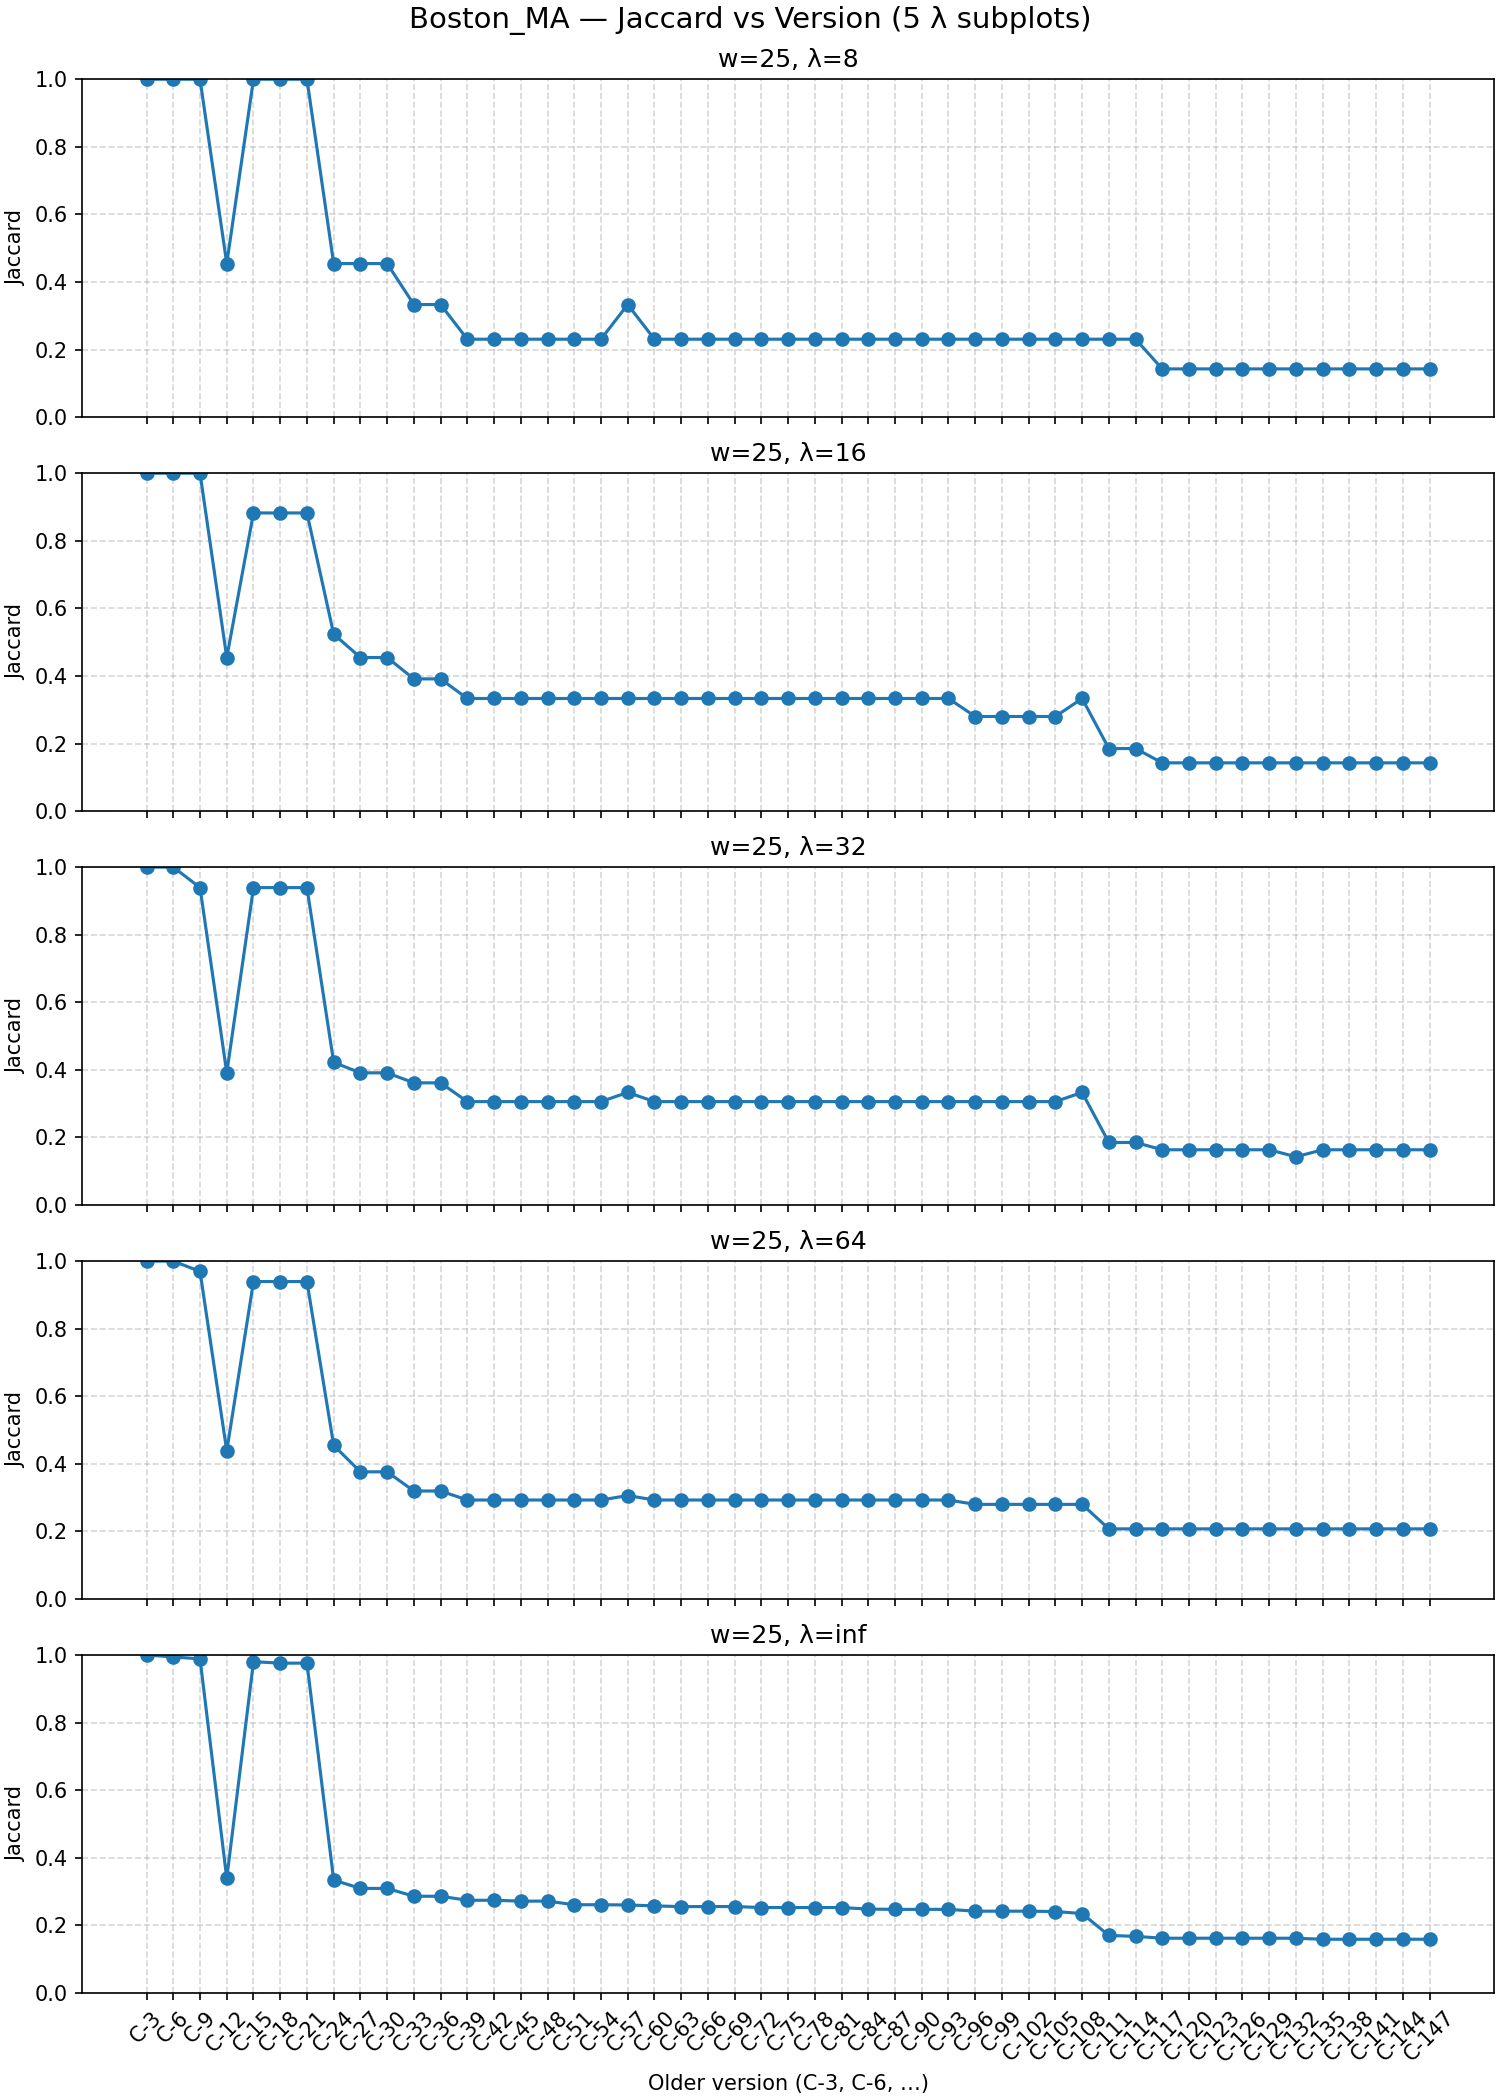 Boston_MA — Jaccard vs Version (5 λ subplots)
w=25, λ=8
1.0
0.8
0.6
0.4
0.2
0.0
Jaccard
w=25, λ=16
1.0
0.8
0.6
0.4
0.2
0.0
Jaccard
w=25, λ=32
1.0
0.8
0.6
0.4
0.2
0.0
Jaccard
w=25, λ=64
1.0
0.8
0.6
0.4
0.2
0.0
Jaccard
w=25, λ=inf
1.0
0.8
0.6
0.4
0.2
0.0
Jaccard
C-3 C-6 C-9 C-12 C-15 C-18 C-21 C-24 C-27 C-30 C-33 C-36 C-39 C-42 C-45 C-48 C-51 C-54 C-57 C-60 C-63 C-66 C-69 C-72 C-75 C-78 C-81 C-84 C-87 C-90 C-93 C-96 C-99 C-102 C-105 C-108 C-111 C-114 C-117 C-120 C-123 C-126 C-129 C-132 C-135 C-138 C-141 C-144 C-147
Older version (C-3, C-6, ...)